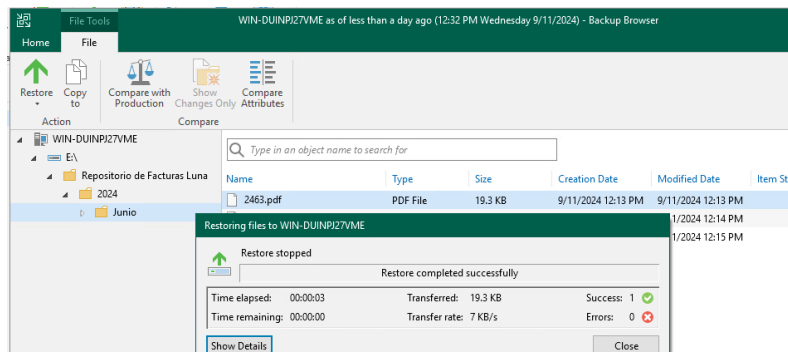 File Tools
WIN-DUINPJ27VME as of less than a day ago (12:32 PM Wednesday 9/11/2024) - Backup Browser
Home File
Restore Copy to Compare with Production Show Changes Only Compare Attributes
Action Compare
WIN-DUINPJ27VME
E:\
Repositorio de Facturas Luna
2024
Junio
Type in an object name to search for
Name Type Size Creation Date Modified Date Item St
2463.pdf PDF File 19.3 KB 9/11/2024 12:13 PM 9/11/2024 12:13 PM
1/2024 12:14 PM
1/2024 12:15 PM
Restoring files to WIN-DUINPJ27VME
Restore stopped
Restore completed successfully
Time elapsed: 00:00:03 Transferred: 19.3 KB Success: 1
Time remaining: 00:00:00 Transfer rate: 7 KB/s Errors: 0
Show Details Close